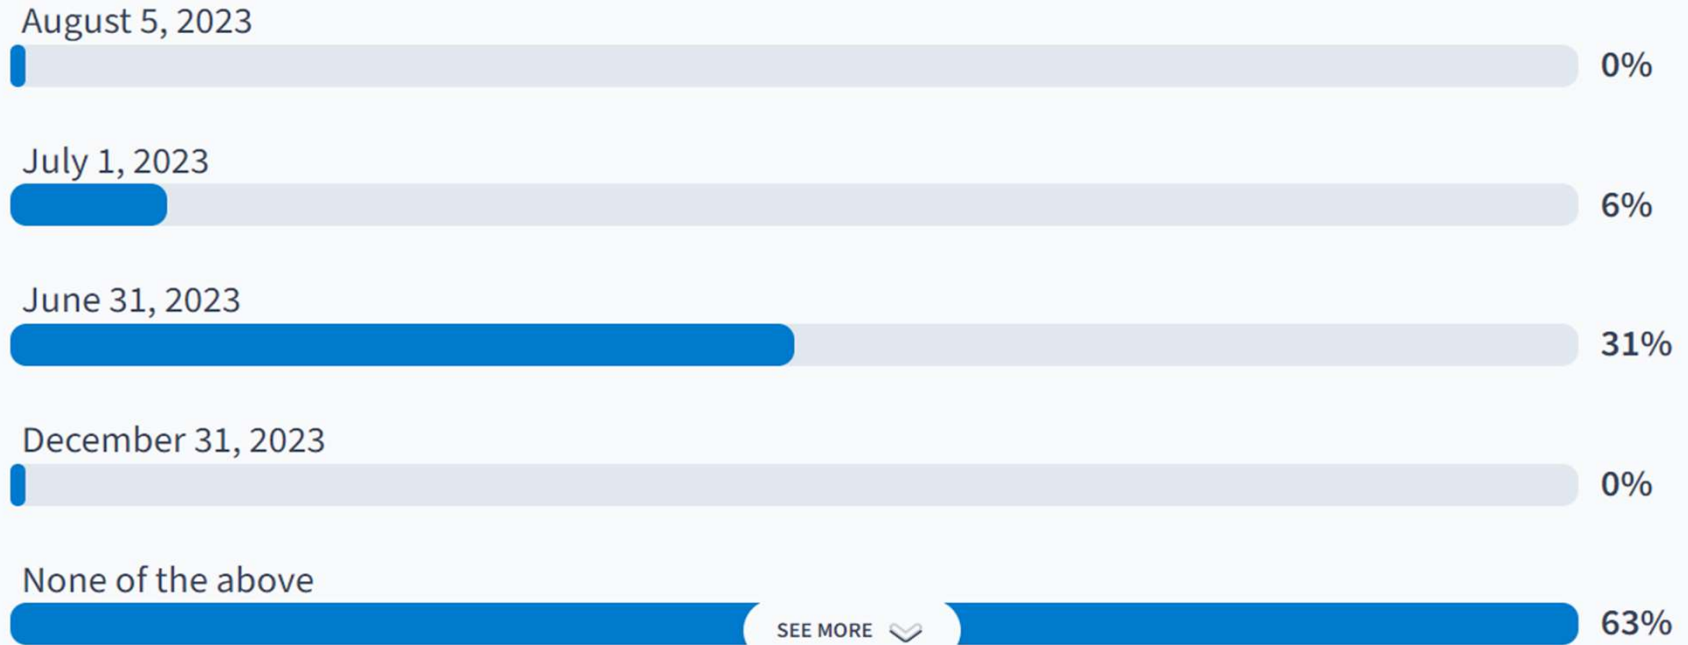 August 5, 2023
0%
July 1, 2023
6%
June 31, 2023
31%
December 31, 2023
0%
None of the above
63%
SEE MORE